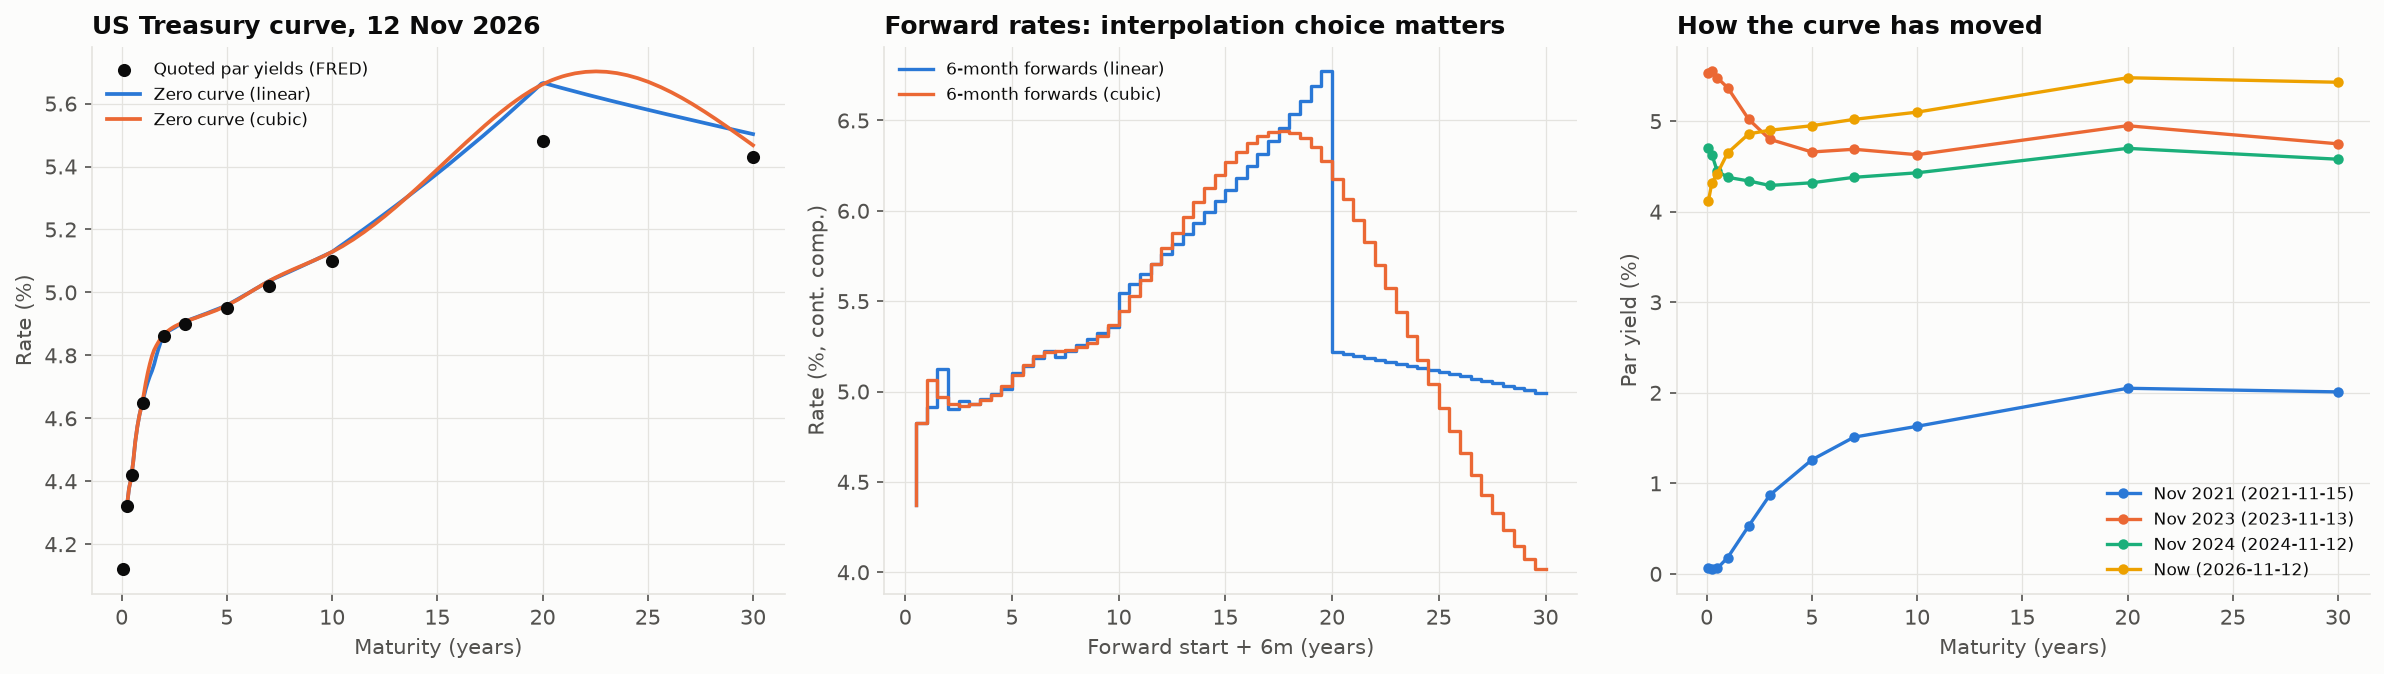 US Treasury curve, 12 Nov 2026
Quoted par yields (FRED)
Zero curve (linear)
Zero curve (cubic)
Rate (%)
5.6
5.4
5.2
5.0
4.8
4.6
4.4
4.2
0 5 10 15 20 25 30
Maturity (years)
Forward rates: interpolation choice matters
6-month forwards (linear)
6-month forwards (cubic)
Rate (%, cont. comp.)
6.5
6.0
5.5
5.0
4.5
4.0
0 5 10 15 20 25 30
Forward start + 6m (years)
How the curve has moved
Par yield (%)
5
4
3
2
1
0
Nov 2021 (2021-11-15)
Nov 2023 (2023-11-13)
Nov 2024 (2024-11-12)
Now (2026-11-12)
0 5 10 15 20 25 30
Maturity (years)